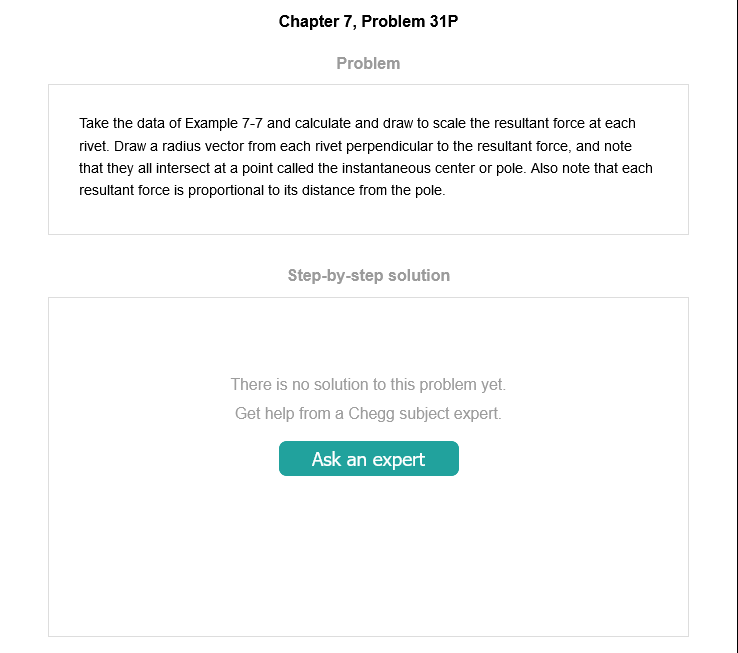 Chapter 7, Problem 31P
Problem
Take the data of Example 7-7 and calculate and draw to scale the resultant force at each
rivet. Draw a radius vector from each rivet perpendicular to the resultant force, and note
that they all intersect at a point called the instantaneous center or pole. Also note that each
resultant force is proportional to its distance from the pole.
Step-by-step solution
There is no solution to this problem yet.
Get help from a Chegg subject expert.
Ask an expert